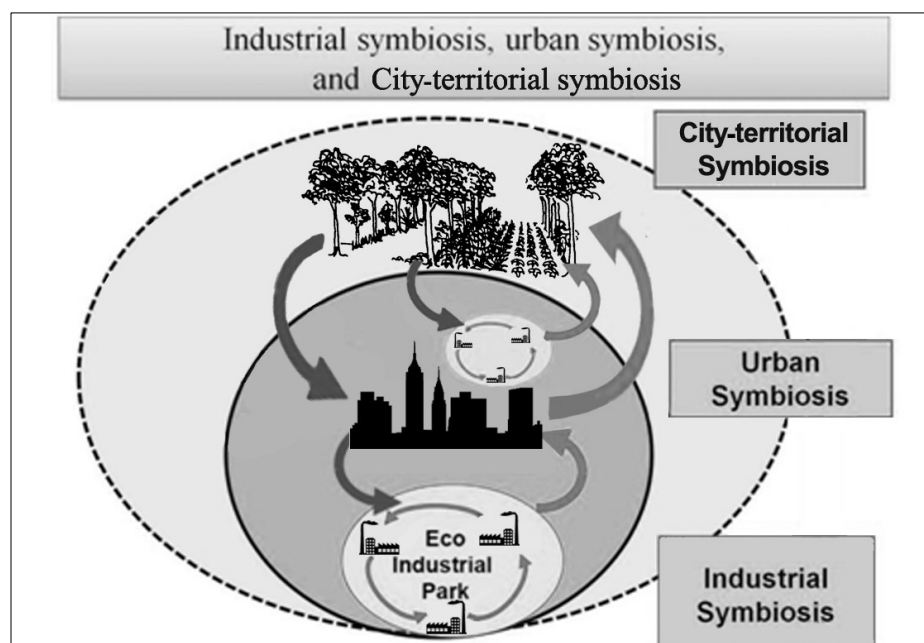 Industrial symbiosis, urban symbiosis,
and City-territorial symbiosis
City-territorial
Symbiosis
Urban
Symbiosis
Eco
Industrial
Park
Industrial
Symbiosis